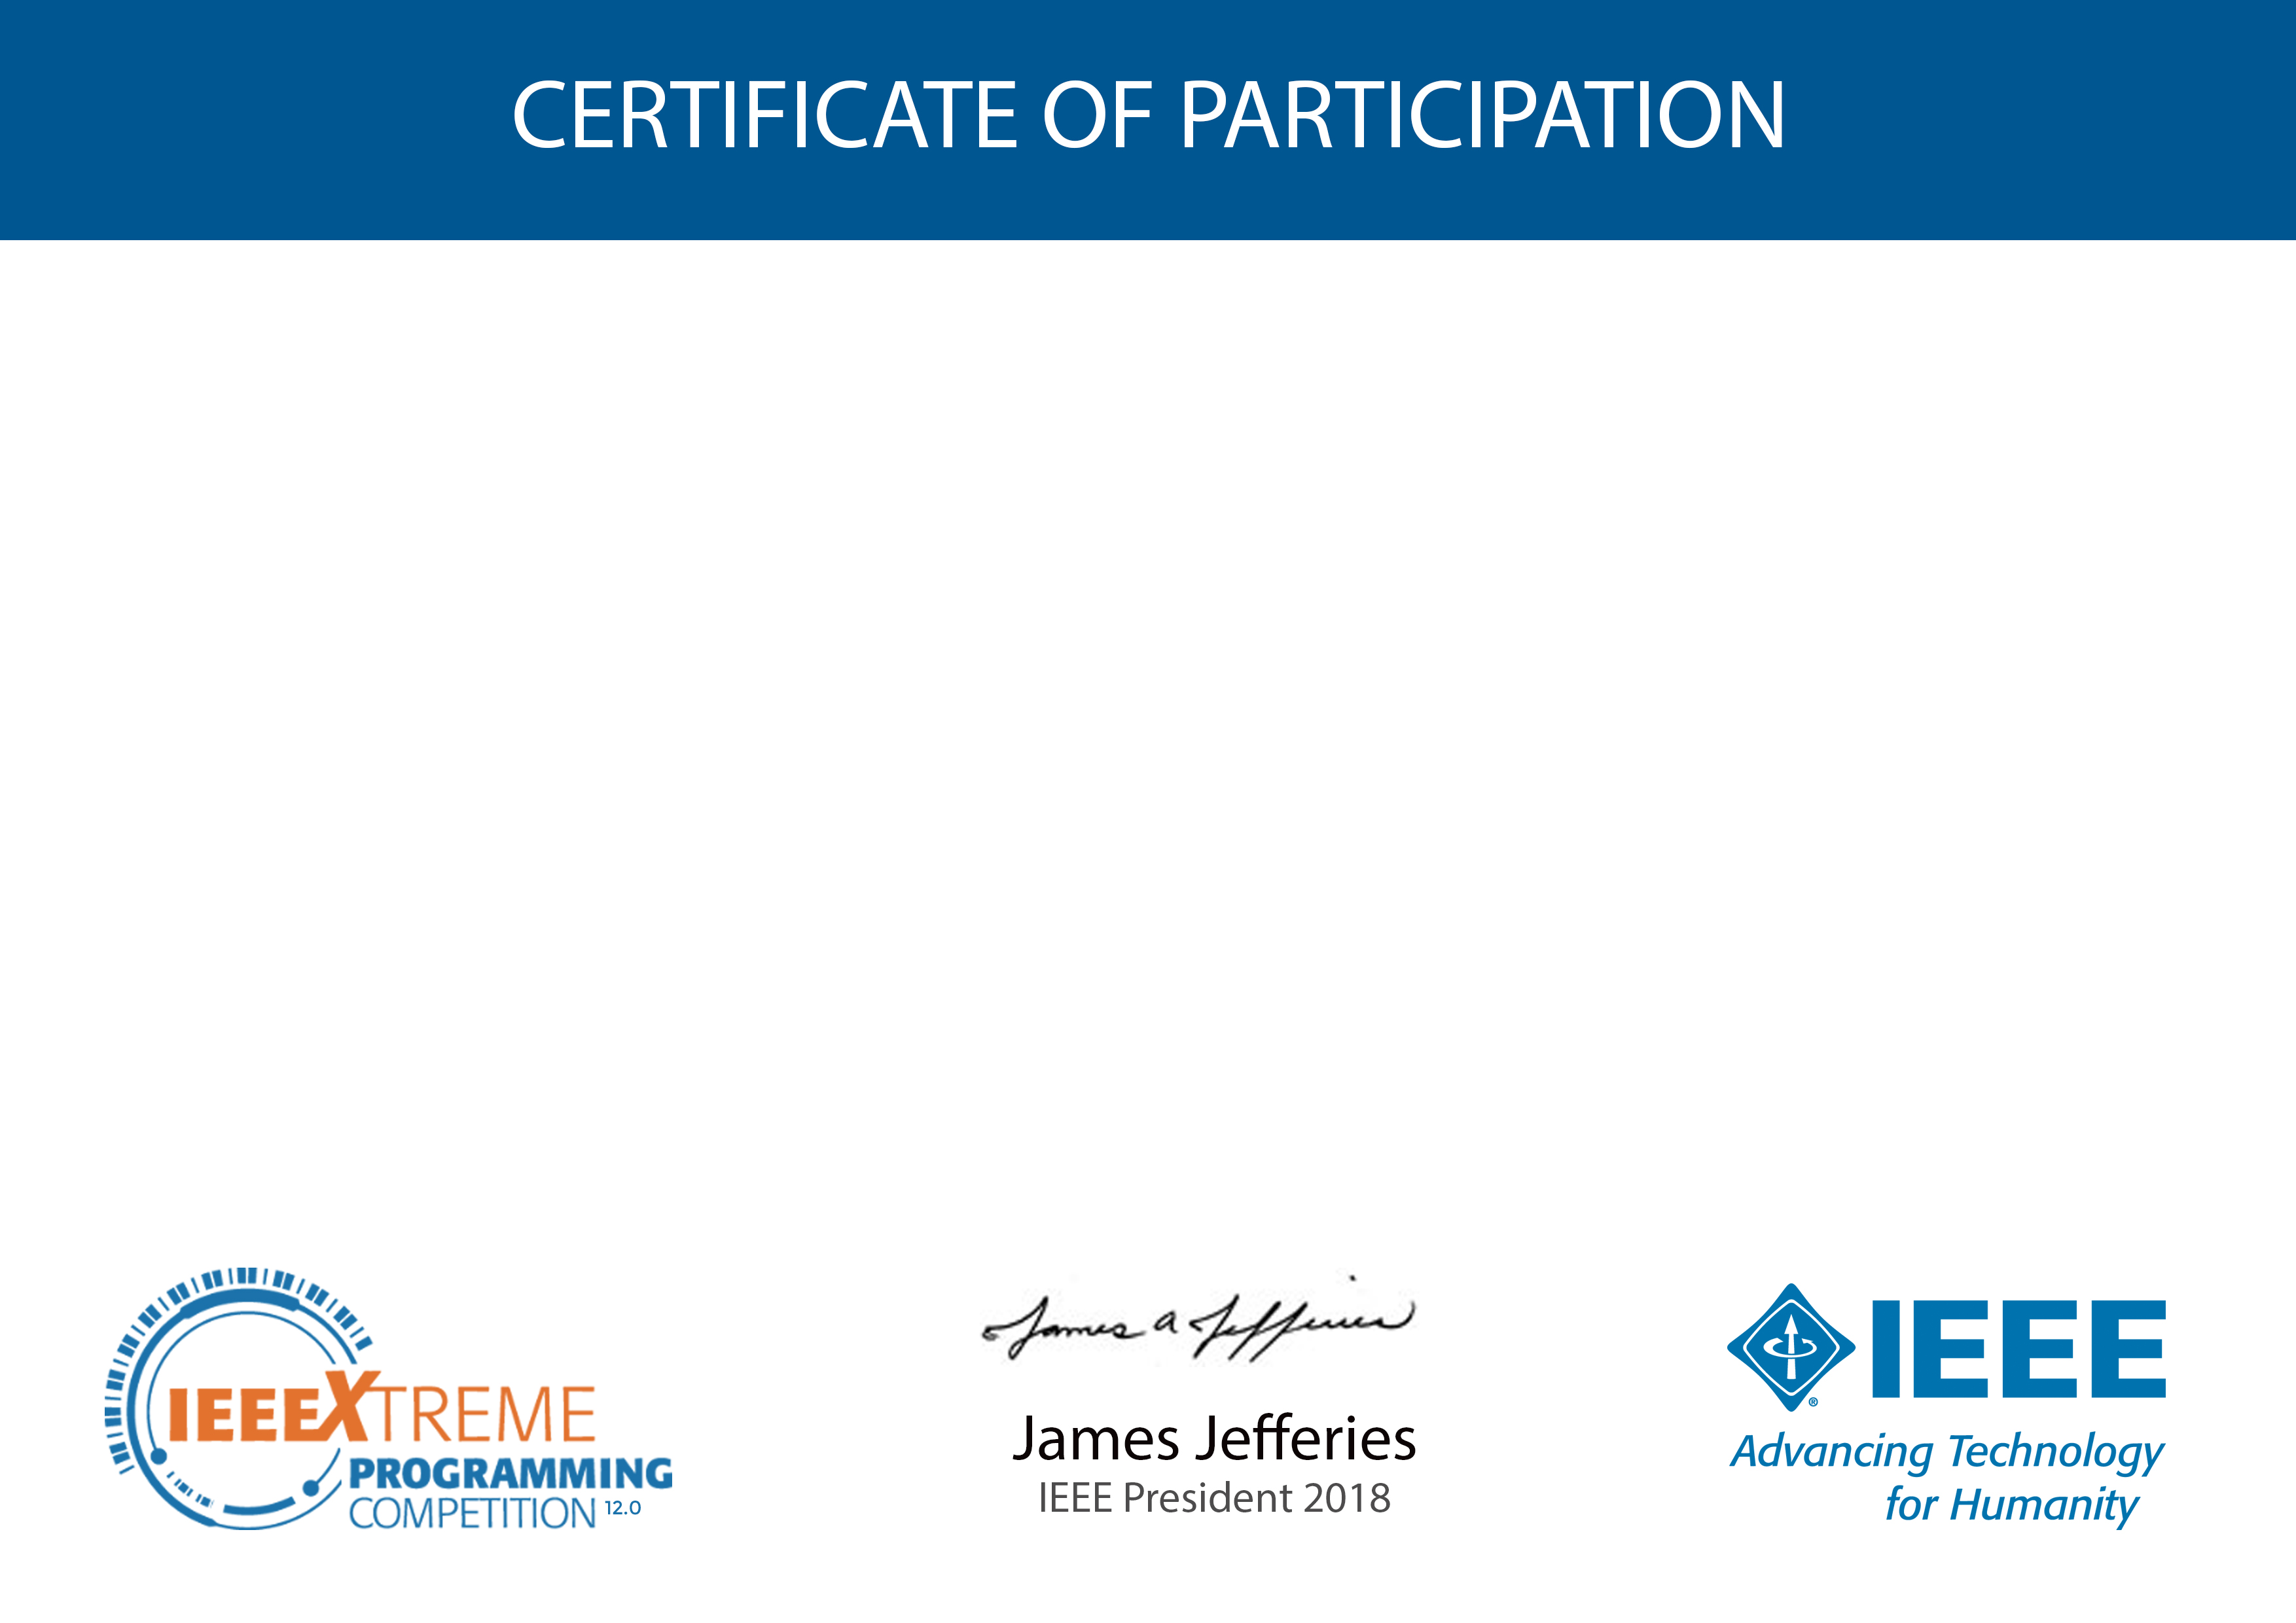 CERTIFICATE OF PARTICIPATION
IEEEXTREME
PROGRAMMING
COMPETITION 12.0
James A Jefferies
James Jefferies
IEEE President 2018
IEEE
®
Advancing Technology
for Humanity